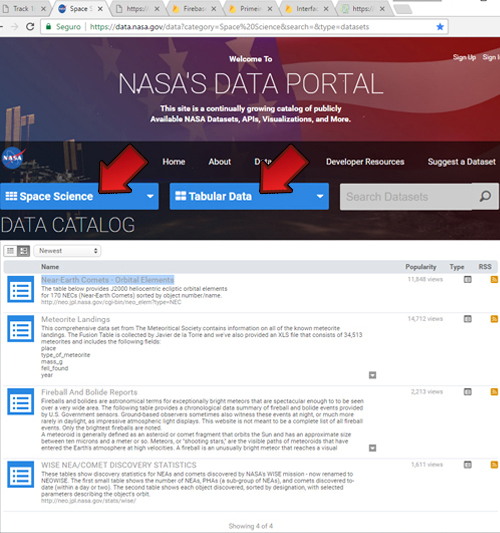 Track 1
Space S
https://
Fireba
Primes
Interfa
https://
Seguro
https://data.nasa.gov/data?category=Space%20Science&search=&type=datasets
Welcome To
Sign Up
Sign In
NASA'S DATA PORTAL
This site is a continually growing catalog of publicly
Available NASA Datasets, APIs, Visualizations, and More.
NASA
Home
About
Developer Resources
Suggest a Dataset
Space Science
Tabular Data
Search Datasets
DATA CATALOG
Newest
Name
Popularity
Type
RSS
Near-Earth Comets - Orbital Elements
11,848 views
The table below provides J2000 heliocentric ecliptic orbital elements
for 170 NECs (Near-Earth Comets) sorted by object number/name.
http://neo.jpl.nasa.gov/cgi-bin/neo_elem?type=NEC
Meteorite Landings
14,712 views
This comprehensive data set from The Meteoritical Society contains information on all of the known meteorite
landings. The Fusion Table is collected by Javier de la Torre and we've also provided an XLS file that consists of 34,513
meteorites and includes the following fields:
place
type_of_meteorite
mass_g
fell_found
year
Fireball And Bolide Reports
2,213 views
Fireballs and bolides are astronomical terms for exceptionally bright meteors that are spectacular enough to to be seen
over a very wide area. The following table provides a chronological data summary of fireball and bolide events provided
by U.S. Government sensors. Ground-based observers sometimes also witness these events at night, or much more
rarely in daylight, as impressive atmospheric light displays. This website is not meant to be a complete list of all fireball
events. Only the brightest fireballs are noted.
A meteoroid is generally defined as an asteroid or comet fragment that orbits the Sun and has an approximate size
between ten microns and a meter or so. Meteors, or "shooting stars," are the visible paths of meteoroids that have
entered the Earth's atmosphere at high velocities. A fireball is an unusually bright meteor that reaches a visual
WISE NEA/COMET DISCOVERY STATISTICS
1,611 views
These tables show discovery statistics for NEAs and comets discovered by NASA's WISE mission - now renamed to
NEOWISE. The first small table shows the number of NEAs, PHAs (a sub-group of NEAs), and comets discovered to-
date (within a day or two). The second table shows each object discovered, sorted by designation, with selected
parameters describing the object's orbit.
http://neo.jpl.nasa.gov/stats/wise/
Showing 4 of 4